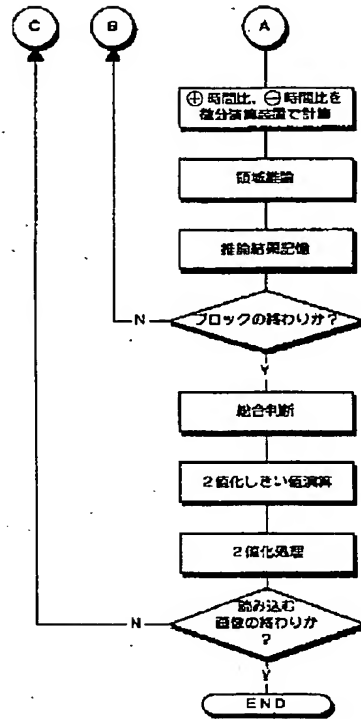 C B A
⊕時間比、⊖時間比を
微分演算装置で計算
領域推論
推論結果記憶
N ブロックの終わりか?
Y
総合判断
2値化しきい値演算
2値化処理
読み込む
N 画像の終わりか
?
Y
END